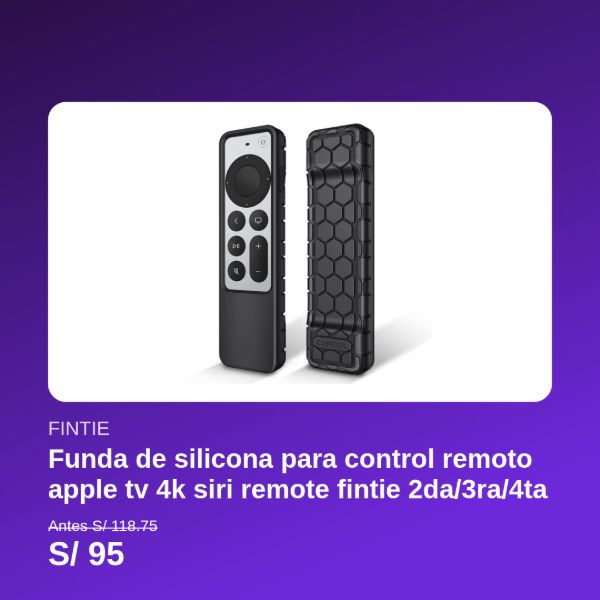 FINTIE
Funda de silicona para control remoto
apple tv 4k siri remote fintie 2da/3ra/4ta
Antes S/ 118.75
S/ 95